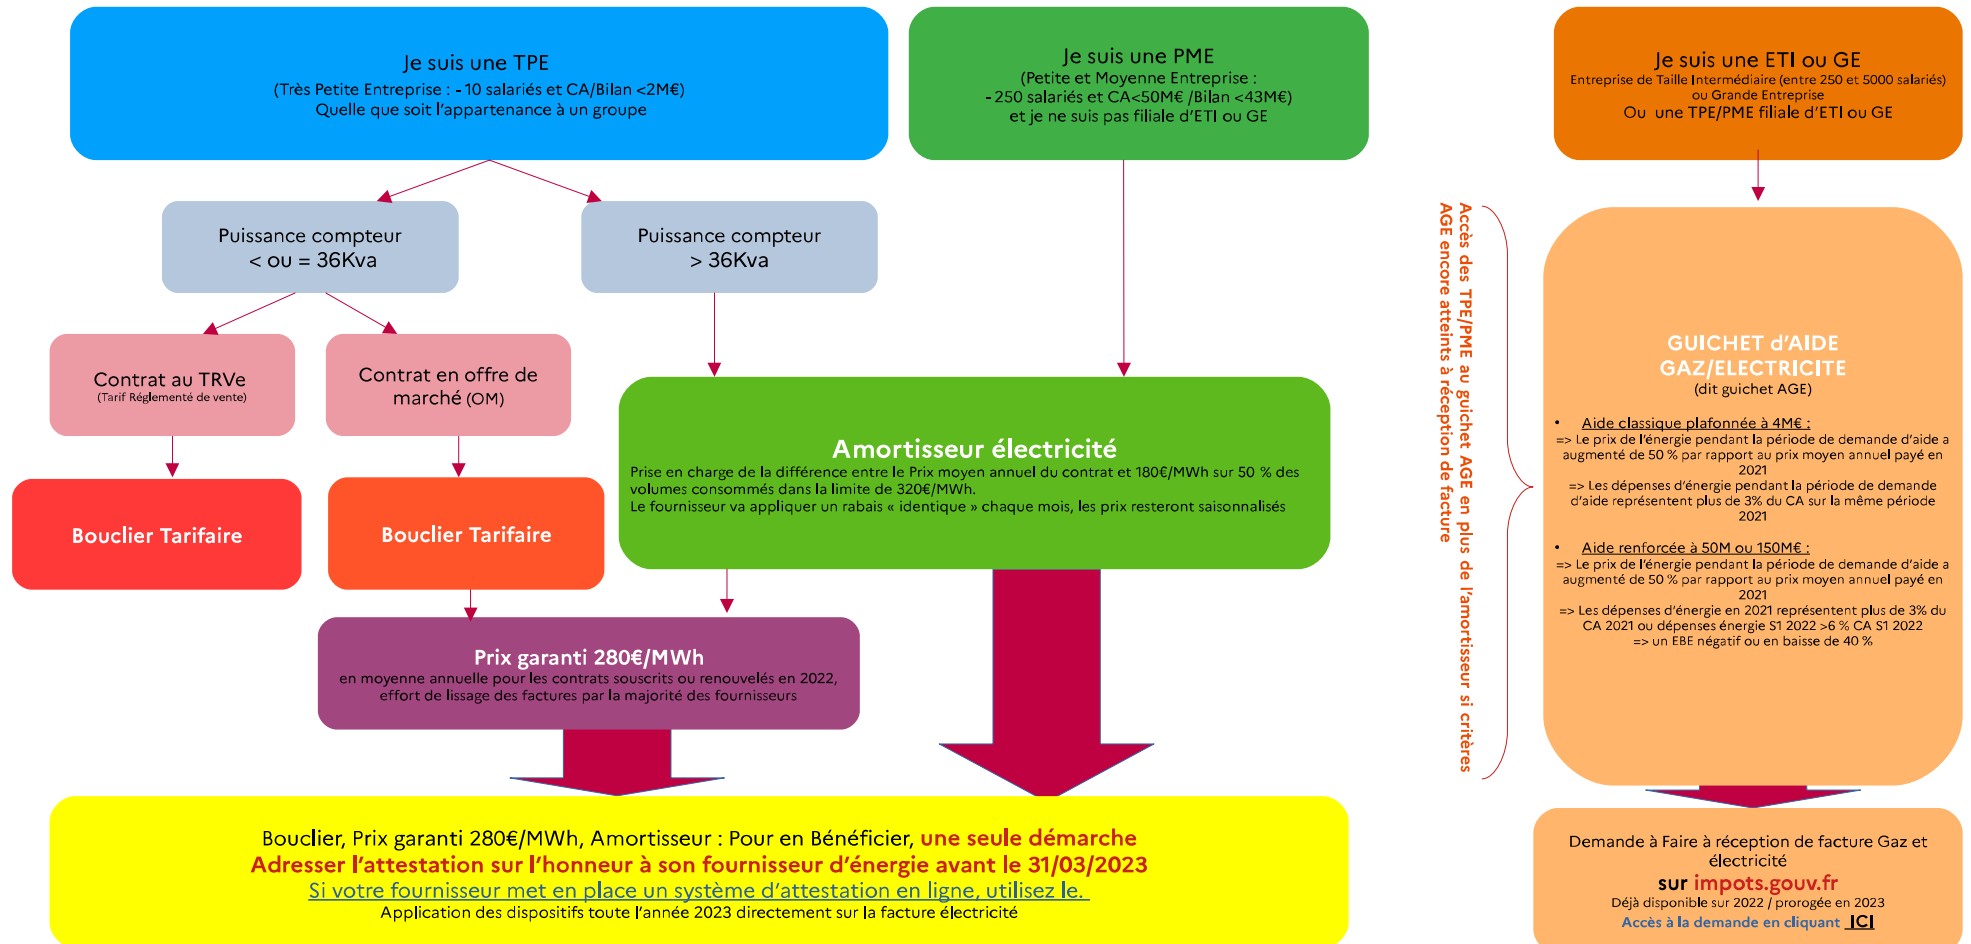 Je suis une TPE
(Très Petite Entreprise : -10 salariés et CA/Bilan <2M€)
Quelle que soit l'appartenance à un groupe
Je suis une PME
(Petite et Moyenne Entreprise :
-250 salariés et CA<50M€ /Bilan <43M€)
et je ne suis pas filiale d'ETI ou GE
Je suis une ETI ou GE
Entreprise de Taille Intermédiaire (entre 250 et 5000 salariés)
ou Grande Entreprise
Ou une TPE/PME filiale d'ETI ou GE
Puissance compteur
< ou = 36Kva
Puissance compteur
> 36Kva
Contrat au TRVe
(Tarif Réglementé de vente)
Contrat en offre de
marché (OM)
Bouclier Tarifaire
Bouclier Tarifaire
Amortisseur électricité
Prise en charge de la différence entre le Prix moyen annuel du contrat et 180€/MWh sur 50 % des
volumes consommés dans la limite de 320€/MWh.
Le fournisseur va appliquer un rabais « identique » chaque mois, les prix resteront saisonnalisés
Prix garanti 280€/MWh
en moyenne annuelle pour les contrats souscrits ou renouvelés en 2022,
effort de lissage des factures par la majorité des fournisseurs
Bouclier, Prix garanti 280€/MWh, Amortisseur : Pour en Bénéficier, une seule démarche
Adresser l'attestation sur l'honneur à son fournisseur d'énergie avant le 31/03/2023
Si votre fournisseur met en place un système d'attestation en ligne, utilisez le.
Application des dispositifs toute l'année 2023 directement sur la facture électricité
Accès des TPE/PME au guichet AGE en plus de l'amortisseur si critères
AGE encore atteints à réception de facture
GUICHET d'AIDE
GAZ/ELECTRICITE
(dit guichet AGE)
• Aide classique plafonnée à 4M€ :
=> Le prix de l'énergie pendant la période de demande d'aide a
augmenté de 50 % par rapport au prix moyen annuel payé en
2021
=> Les dépenses d'énergie pendant la période de demande
d'aide représentent plus de 3% du CA sur la même période
2021
• Aide renforcée à 50M ou 150M€ :
=> Le prix de l'énergie pendant la période de demande d'aide a
augmenté de 50 % par rapport au prix moyen annuel payé en
2021
=> Les dépenses d'énergie en 2021 représentent plus de 3% du
CA 2021 ou dépenses énergie S1 2022 >6 % CA S1 2022
=> un EBE négatif ou en baisse de 40 %
Demande à Faire à réception de facture Gaz et
électricité
sur impots.gouv.fr
Déjà disponible sur 2022 / prorogée en 2023
Accès à la demande en cliquant ICI